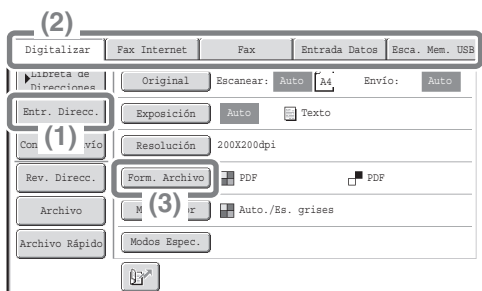 (2)
Digitalizar Fax Internet Fax Entrada Datos Esca. Mem. USB
Libreta de Direcciones Original Escanear: Auto A4 Envío: Auto
Entr. Direcc. Exposición Auto Texto
(1)
Resolución 200X200dpi
Rev. Direcc. Form. Archivo PDF PDF
(3)
Archivo Auto./Es. grises
Archivo Rápido Modos Espec.